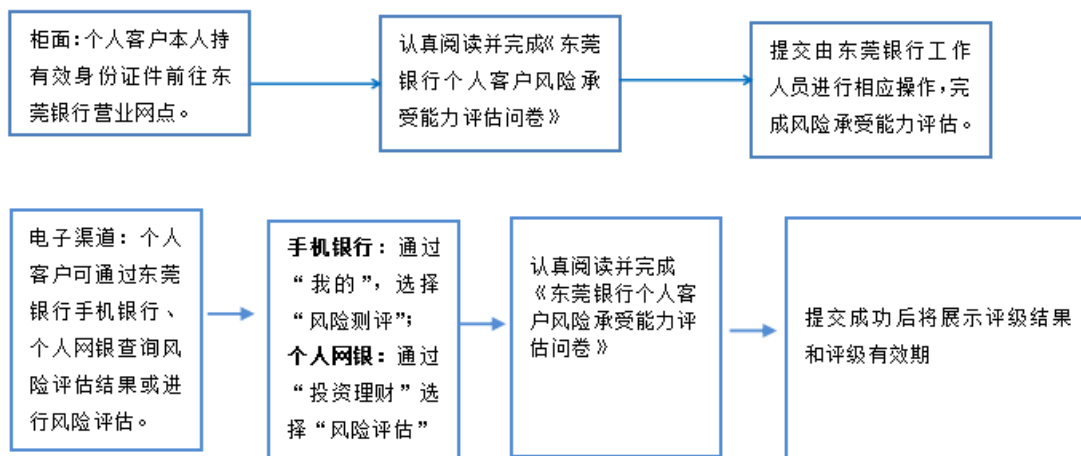 柜面:个人客户本人持
有效身份证件前往东
莞银行营业网点。
认真阅读并完成《东莞
银行个人客户风险承
受能力评估问卷》
提交由东莞银行工作
人员进行相应操作,完
成风险承受能力评估。
电子渠道：个人
客户可通过东莞
银行手机银行、
个人网银查询风
险评估结果或进
行风险评估。
手机银行：通过
“我的”，选择
“风险测评”；
个人网银：通过
“投资理财”选
择“风险评估”
认真阅读并完成
《东莞银行个人客
户风险承受能力评
估问卷》
提交成功后将展示评级结果
和评级有效期